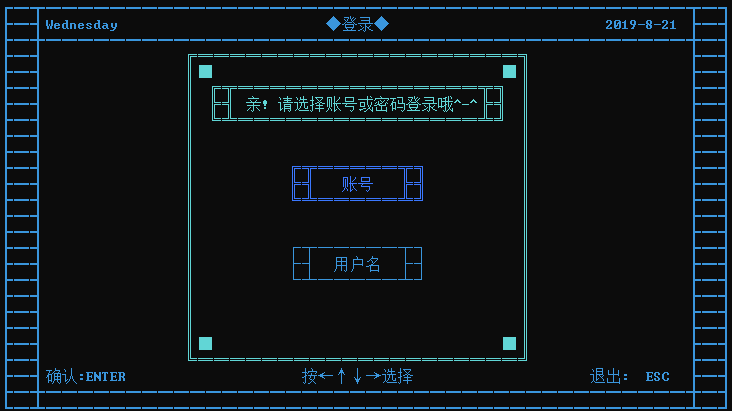 Wednesday ◆登录◆ 2019-8-21
亲! 请选择账号或密码登录哦^-^
账号
用户名
确认:ENTER 按←↑↓→选择 退出: ESC